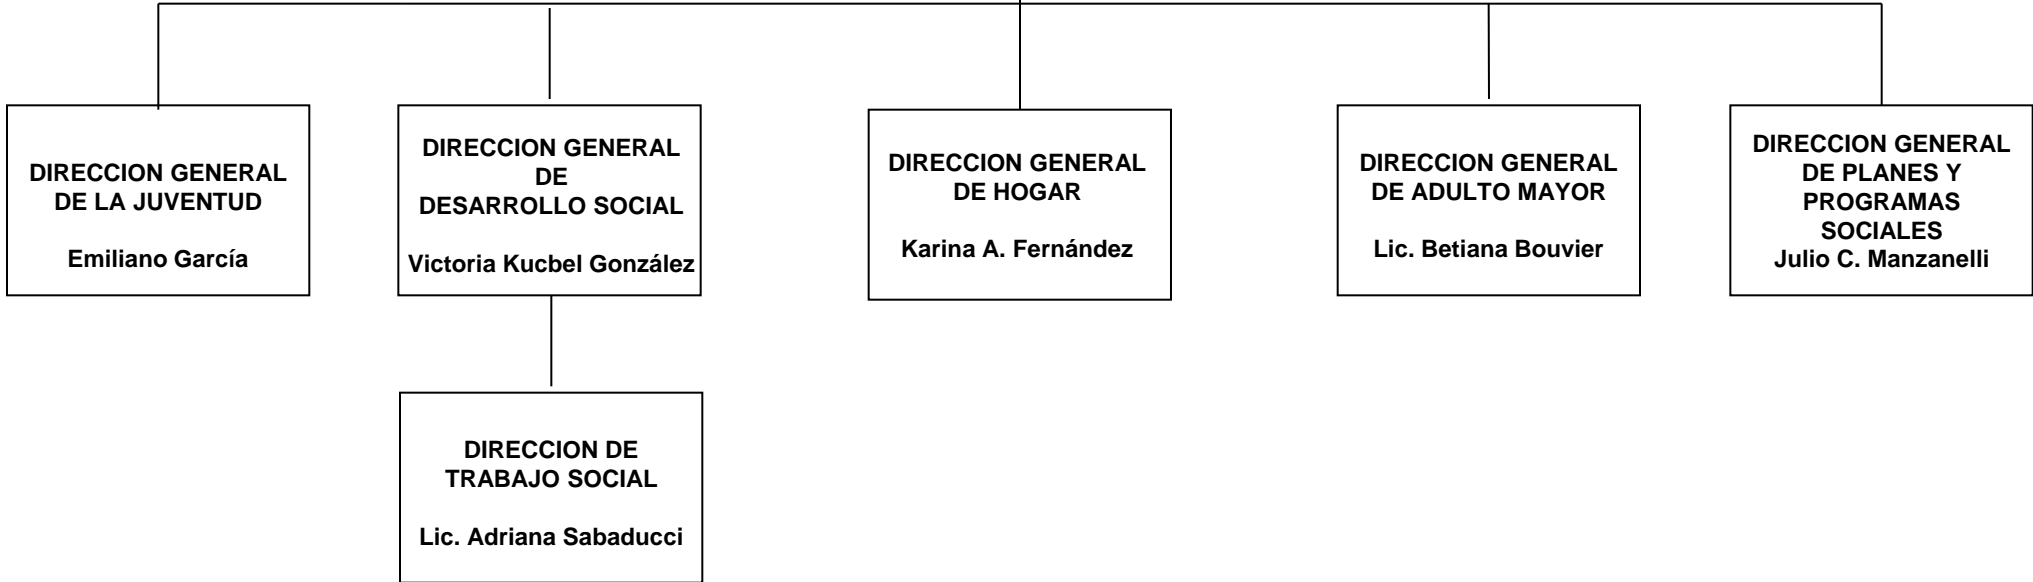 DIRECCION GENERAL
DE LA JUVENTUD
Emiliano García
DIRECCION GENERAL
DE
DESARROLLO SOCIAL
Victoria Kucbel González
DIRECCION GENERAL
DE HOGAR
Karina A. Fernández
DIRECCION GENERAL
DE ADULTO MAYOR
Lic. Betiana Bouvier
DIRECCION GENERAL
DE PLANES Y
PROGRAMAS
SOCIALES
Julio C. Manzanelli
DIRECCION DE
TRABAJO SOCIAL
Lic. Adriana Sabaducci